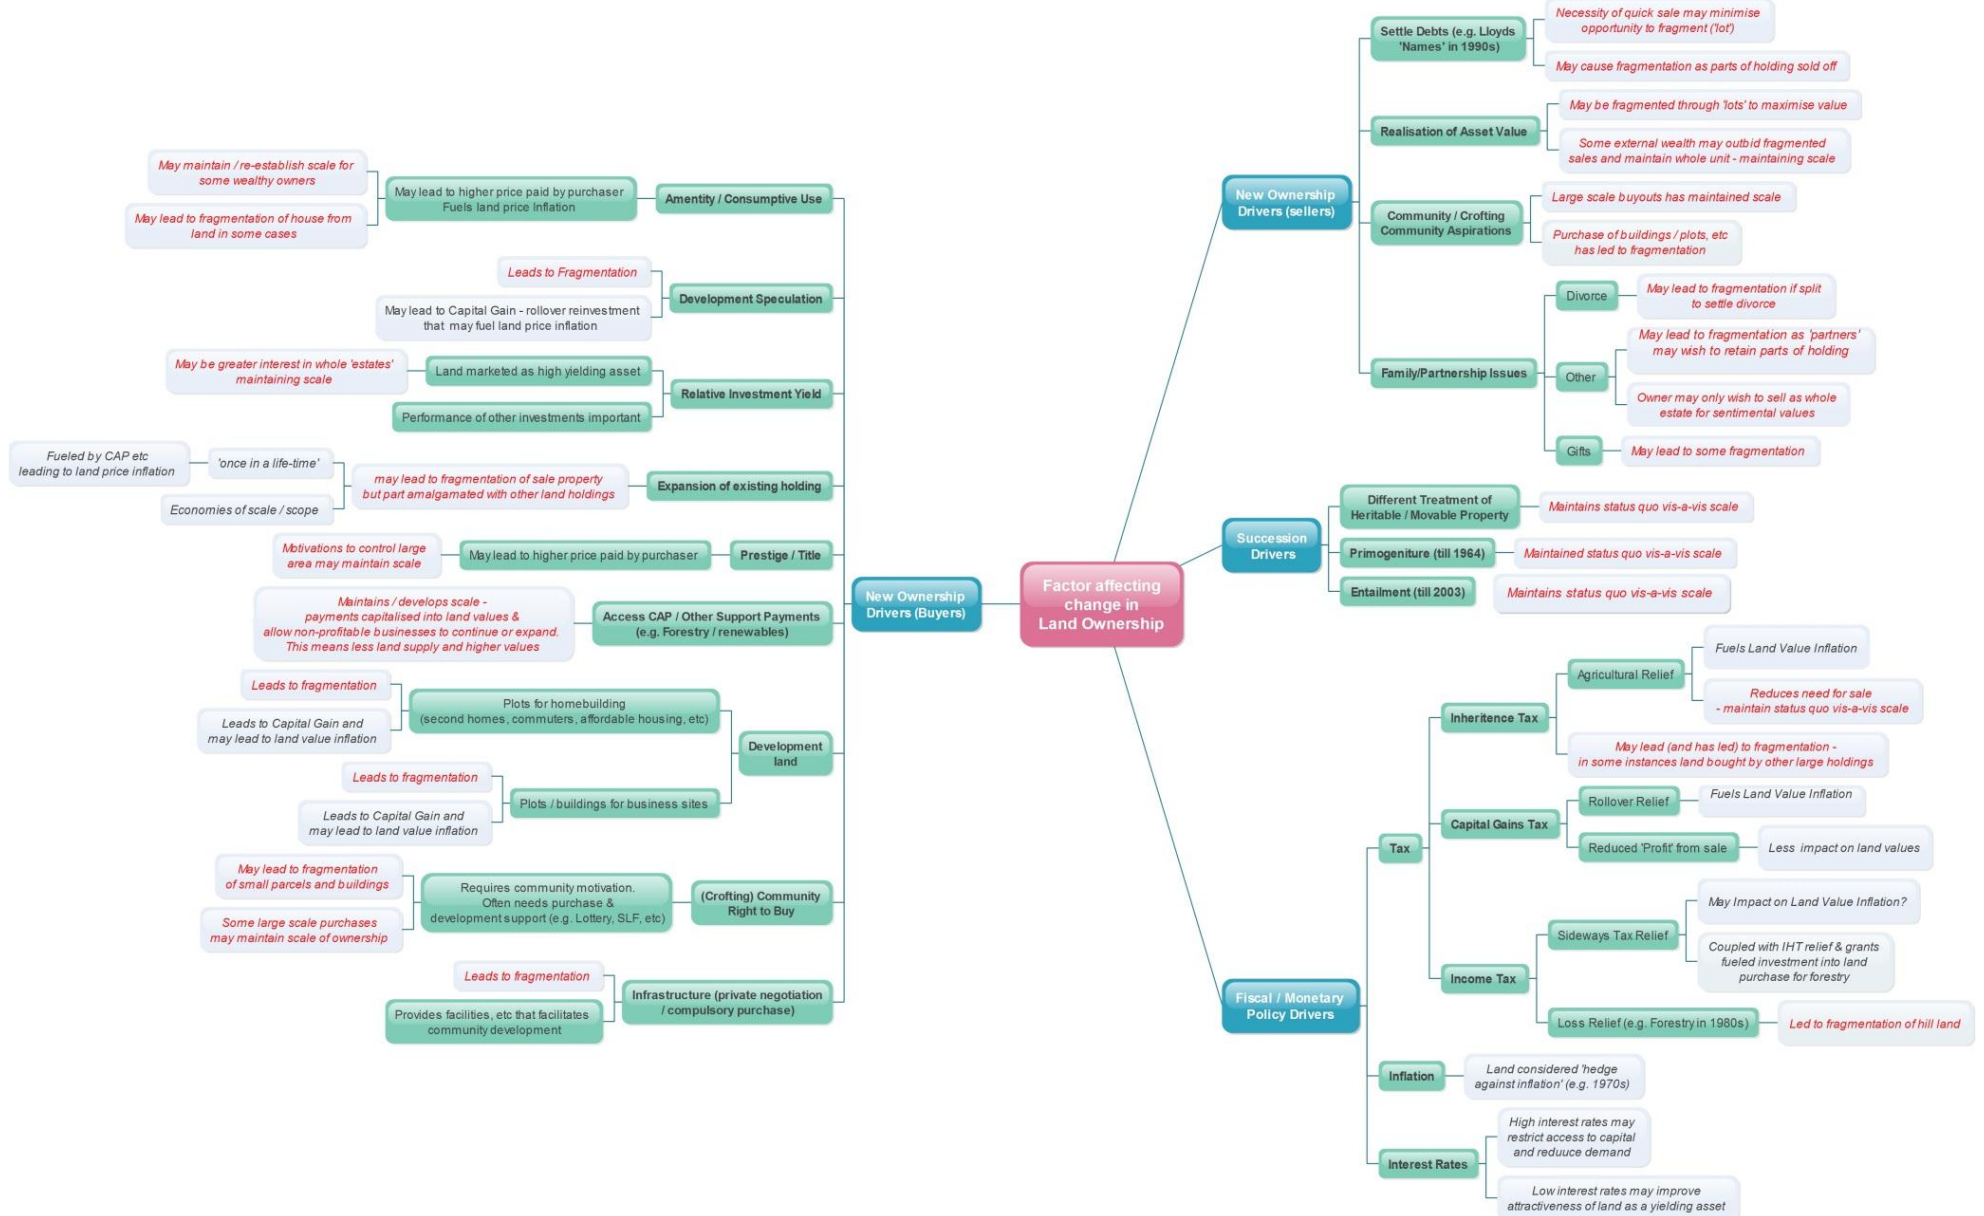 Factor affecting
change in
Land Ownership
New Ownership
Drivers (sellers)
Settle Debts (e.g. Lloyds
'Names' in 1990s)
Necessity of quick sale may minimise
opportunity to fragment ('lot')
May cause fragmentation as parts of holding sold off
Realisation of Asset Value
May be fragmented through 'lots' to maximise value
Some external wealth may outbid fragmented
sales and maintain whole unit - maintaining scale
Community / Crofting
Community Aspirations
Large scale buyouts has maintained scale
Purchase of buildings / plots, etc
has led to fragmentation
Family/Partnership Issues
Divorce
May lead to fragmentation if split
to settle divorce
Other
May lead to fragmentation as 'partners'
may wish to retain parts of holding
Owner may only wish to sell as whole
estate for sentimental values
Gifts
May lead to some fragmentation
Succession
Drivers
Different Treatment of
Heritable / Movable Property
Maintains status quo vis-a-vis scale
Primogeniture (till 1964)
Maintained status quo vis-a-vis scale
Entailment (till 2003)
Maintains status quo vis-a-vis scale
Fiscal / Monetary
Policy Drivers
Tax
Inheritence Tax
Agricultural Relief
Fuels Land Value Inflation
Reduces need for sale
- maintain status quo vis-a-vis scale
May lead (and has led) to fragmentation -
in some instances land bought by other large holdings
Capital Gains Tax
Rollover Relief
Fuels Land Value Inflation
Reduced 'Profit' from sale
Less impact on land values
Income Tax
Sideways Tax Relief
May Impact on Land Value Inflation?
Coupled with IHT relief & grants
fueled investment into land
purchase for forestry
Loss Relief (e.g. Forestry in 1980s)
Led to fragmentation of hill land
Inflation
Land considered 'hedge
against inflation' (e.g. 1970s)
Interest Rates
High interest rates may
restrict access to capital
and reduuce demand
Low interest rates may improve
attractiveness of land as a yielding asset
New Ownership
Drivers (Buyers)
Amentity / Consumptive Use
May lead to higher price paid by purchaser
Fuels land price Inflation
May maintain / re-establish scale for
some wealthy owners
May lead to fragmentation of house from
land in some cases
Development Speculation
Leads to Fragmentation
May lead to Capital Gain - rollover reinvestment
that may fuel land price inflation
Relative Investment Yield
Land marketed as high yielding asset
May be greater interest in whole 'estates'
maintaining scale
Performance of other investments important
Expansion of existing holding
may lead to fragmentation of sale property
but part amalgamated with other land holdings
'once in a life-time'
Fueled by CAP etc
leading to land price inflation
Economies of scale / scope
Prestige / Title
May lead to higher price paid by purchaser
Motivations to control large
area may maintain scale
Access CAP / Other Support Payments
(e.g. Forestry / renewables)
Maintains / develops scale -
payments capitalised into land values &
allow non-profitable businesses to continue or expand.
This means less land supply and higher values
Development
land
Plots for homebuilding
(second homes, commuters, affordable housing, etc)
Leads to fragmentation
Leads to Capital Gain and
may lead to land value inflation
Plots / buildings for business sites
Leads to fragmentation
Leads to Capital Gain and
may lead to land value inflation
(Crofting) Community
Right to Buy
Requires community motivation.
Often needs purchase &
development support (e.g. Lottery, SLF, etc)
May lead to fragmentation
of small parcels and buildings
Some large scale purchases
may maintain scale of ownership
Infrastructure (private negotiation
/ compulsory purchase)
Leads to fragmentation
Provides facilities, etc that facilitates
community development